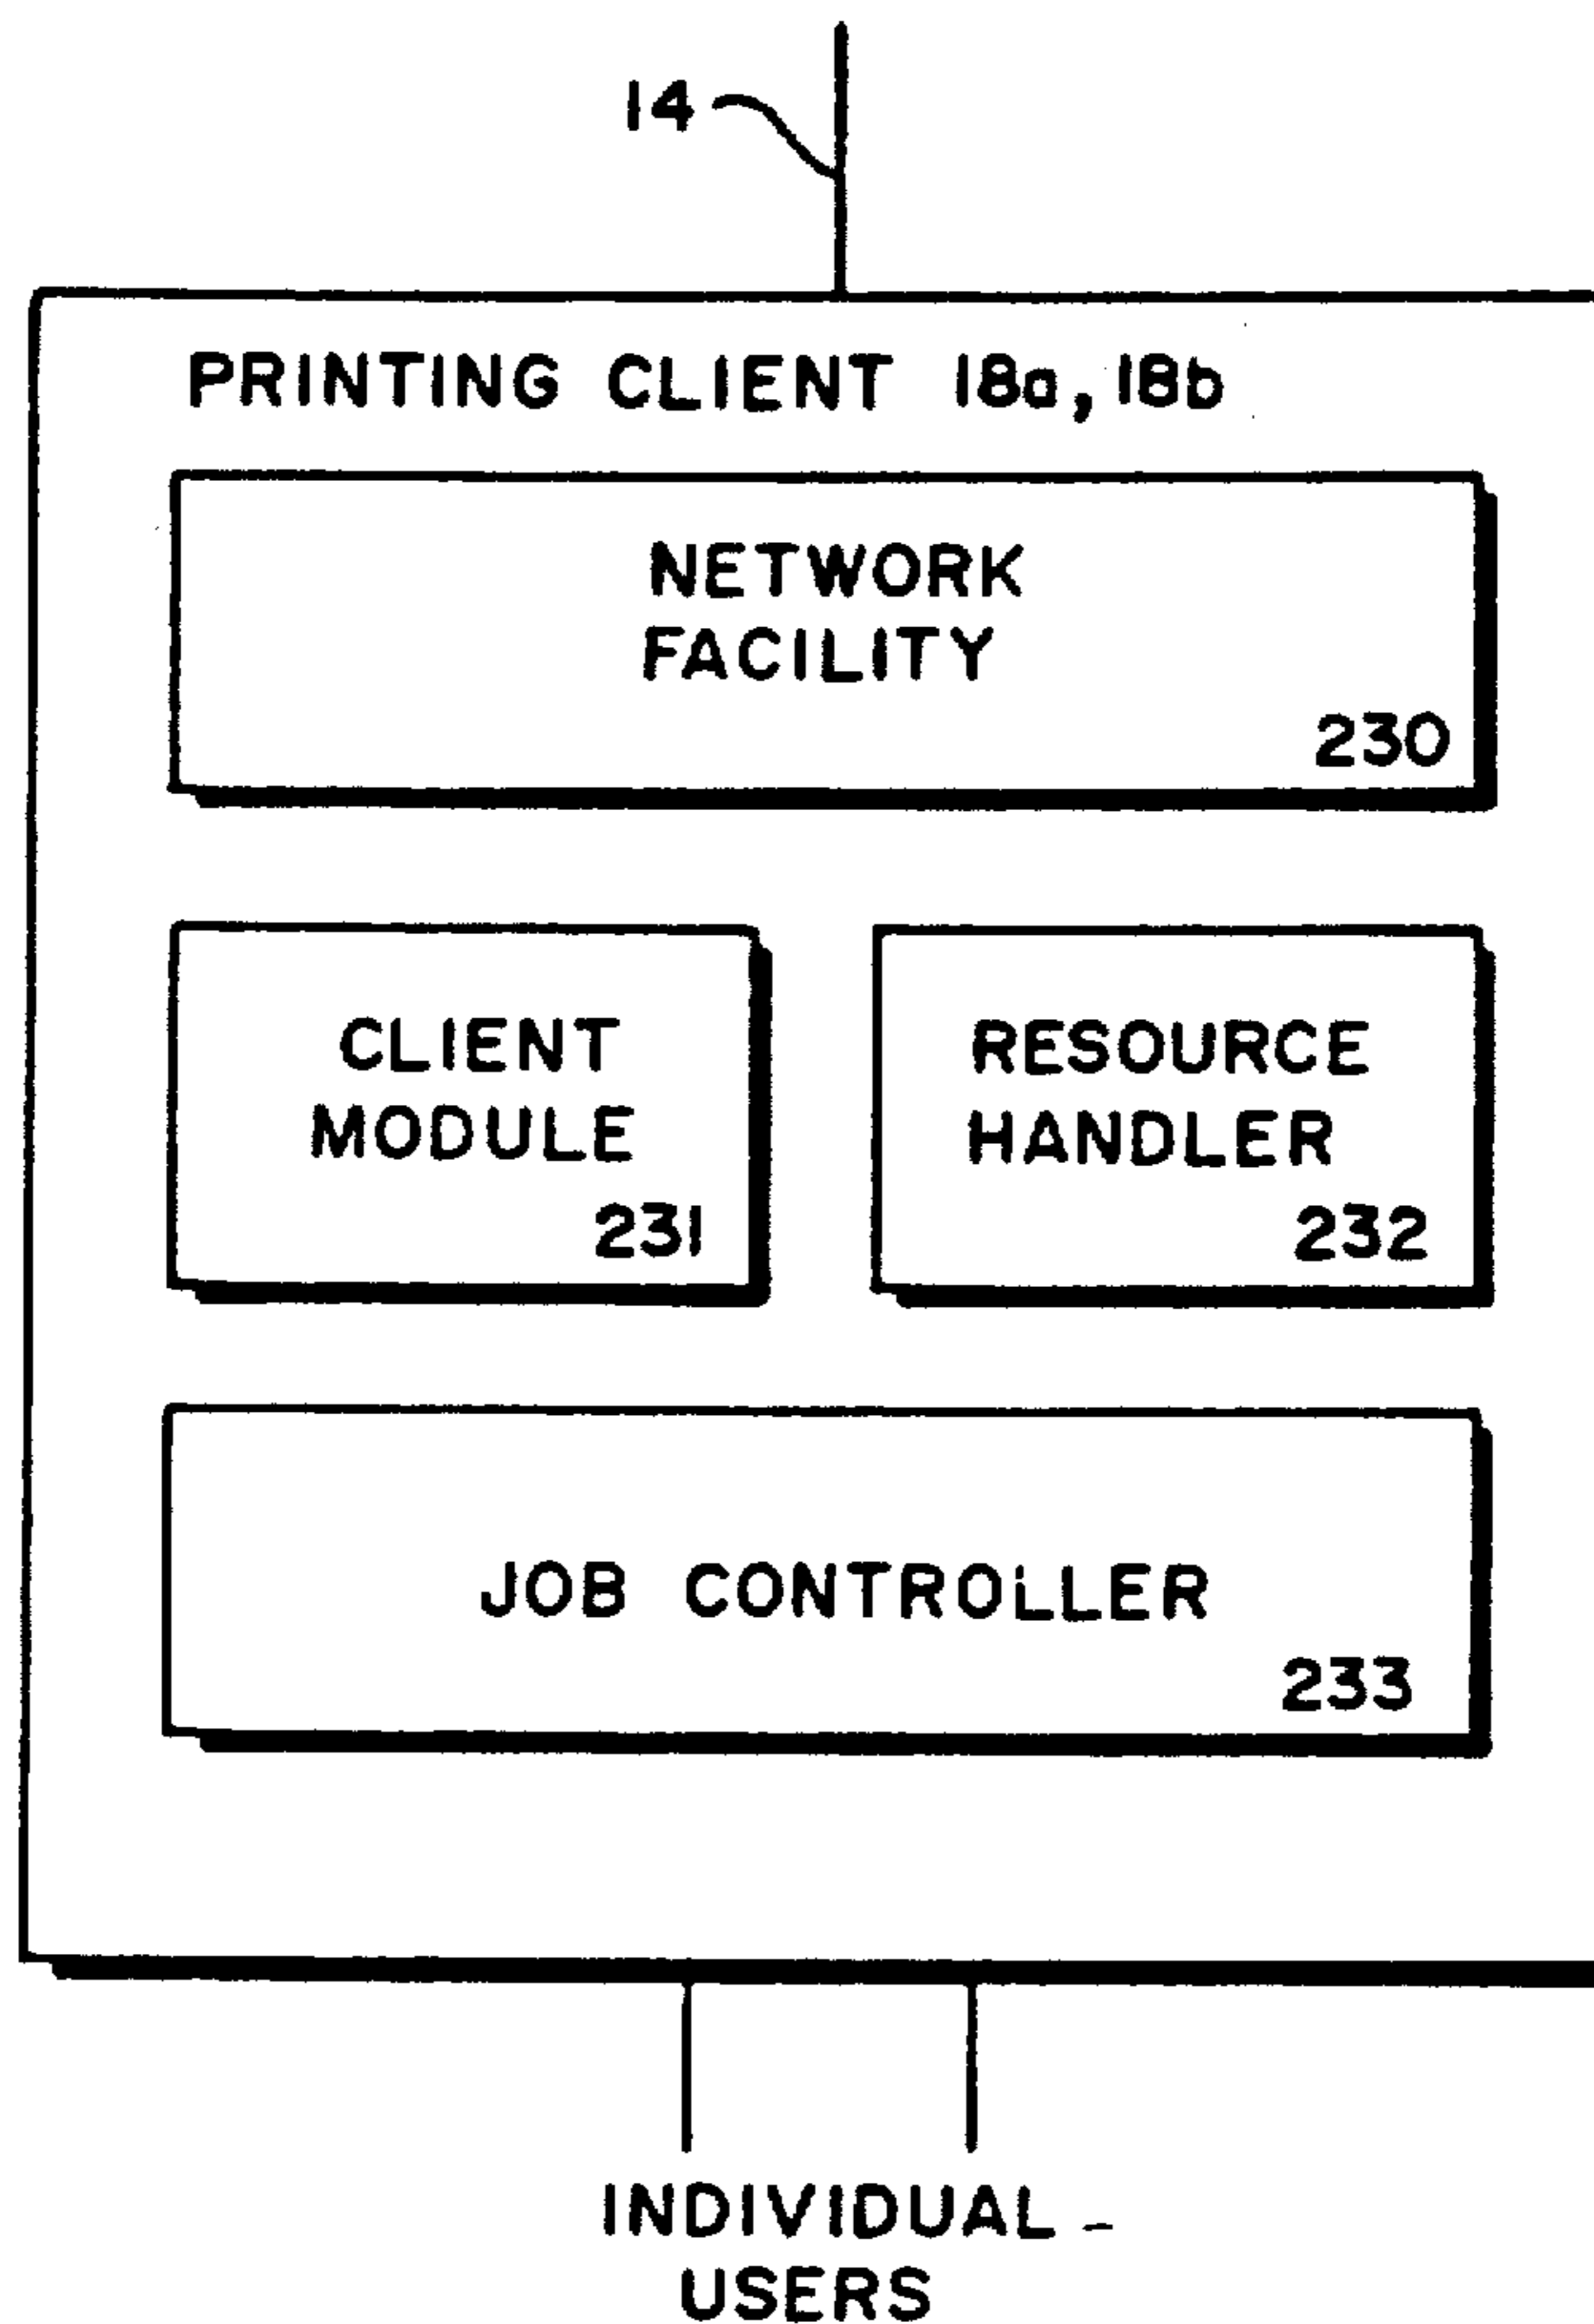 14
PRINTING CLIENT 18a, 18b
NETWORK
FACILITY
230
CLIENT
MODULE
231
RESOURCE
HANDLER
232
JOB CONTROLLER
233
INDIVIDUAL
USERS